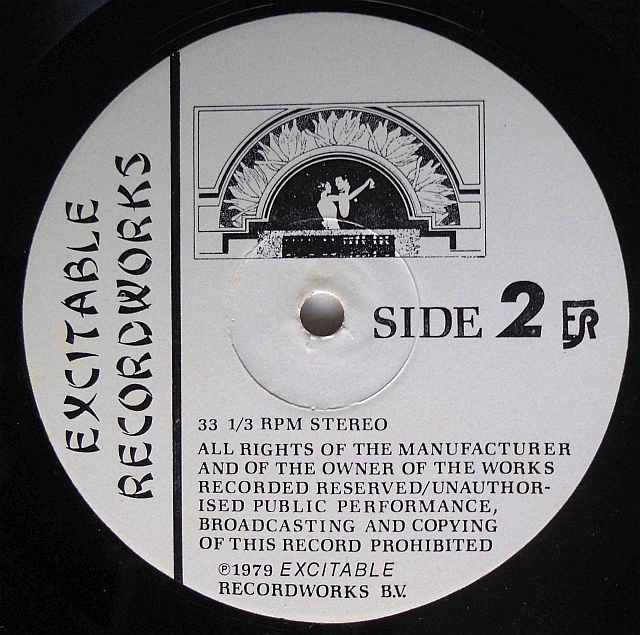 EXCITABLE
RECORDWORKS
SIDE 2 ER
33 1/3 RPM STEREO
ALL RIGHTS OF THE MANUFACTURER
AND OF THE OWNER OF THE WORKS
RECORDED RESERVED/UNAUTHOR-
ISED PUBLIC PERFORMANCE,
BROADCASTING AND COPYING
OF THIS RECORD PROHIBITED
℗1979 EXCITABLE
RECORDWORKS B.V.